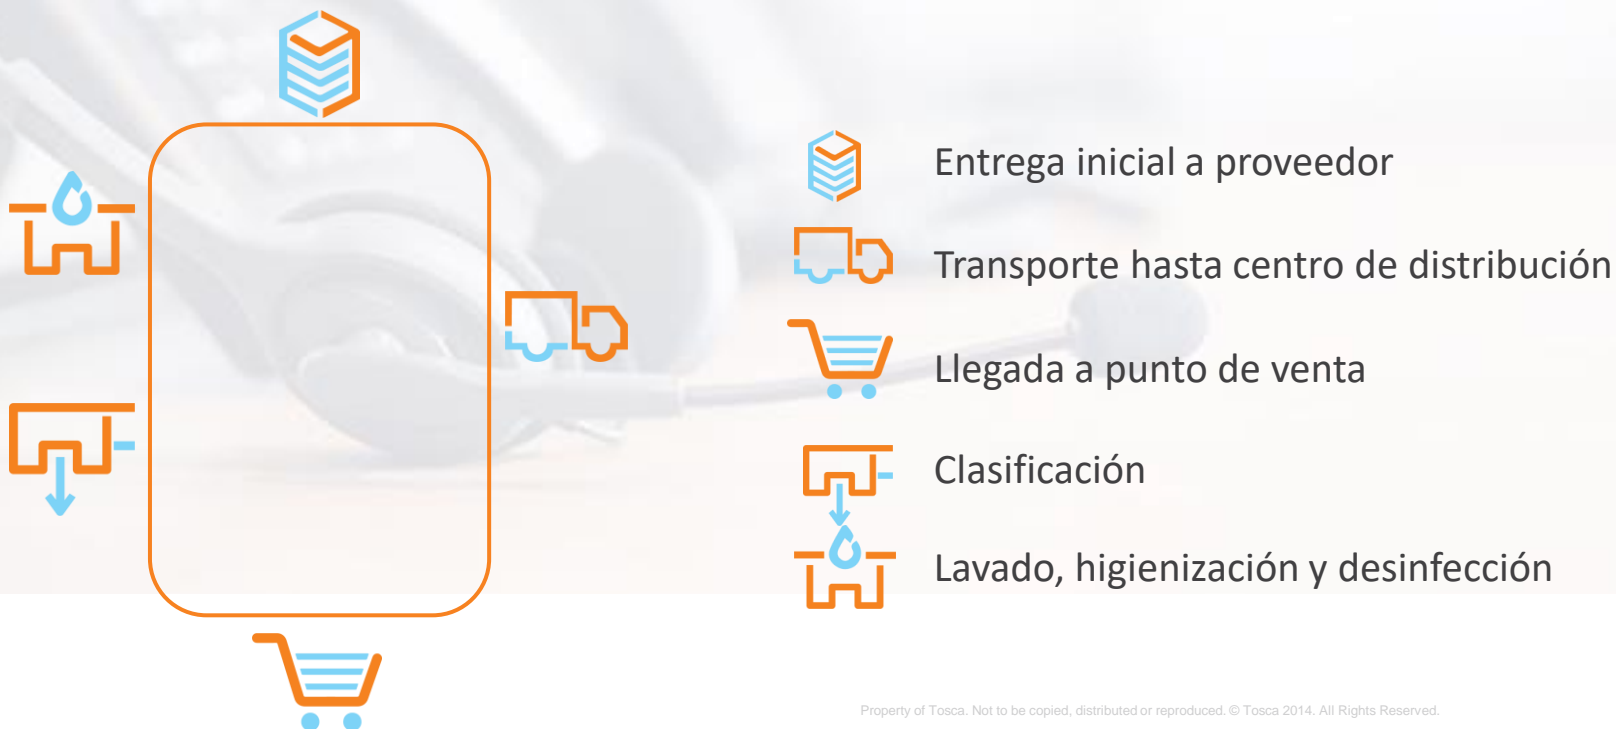 Entrega inicial a proveedor
Transporte hasta centro de distribución
Llegada a punto de venta
Clasificación
Lavado, higienización y desinfección
Property of Tosca. Not to be copied, distributed or reproduced. © Tosca 2014. All Rights Reserved.